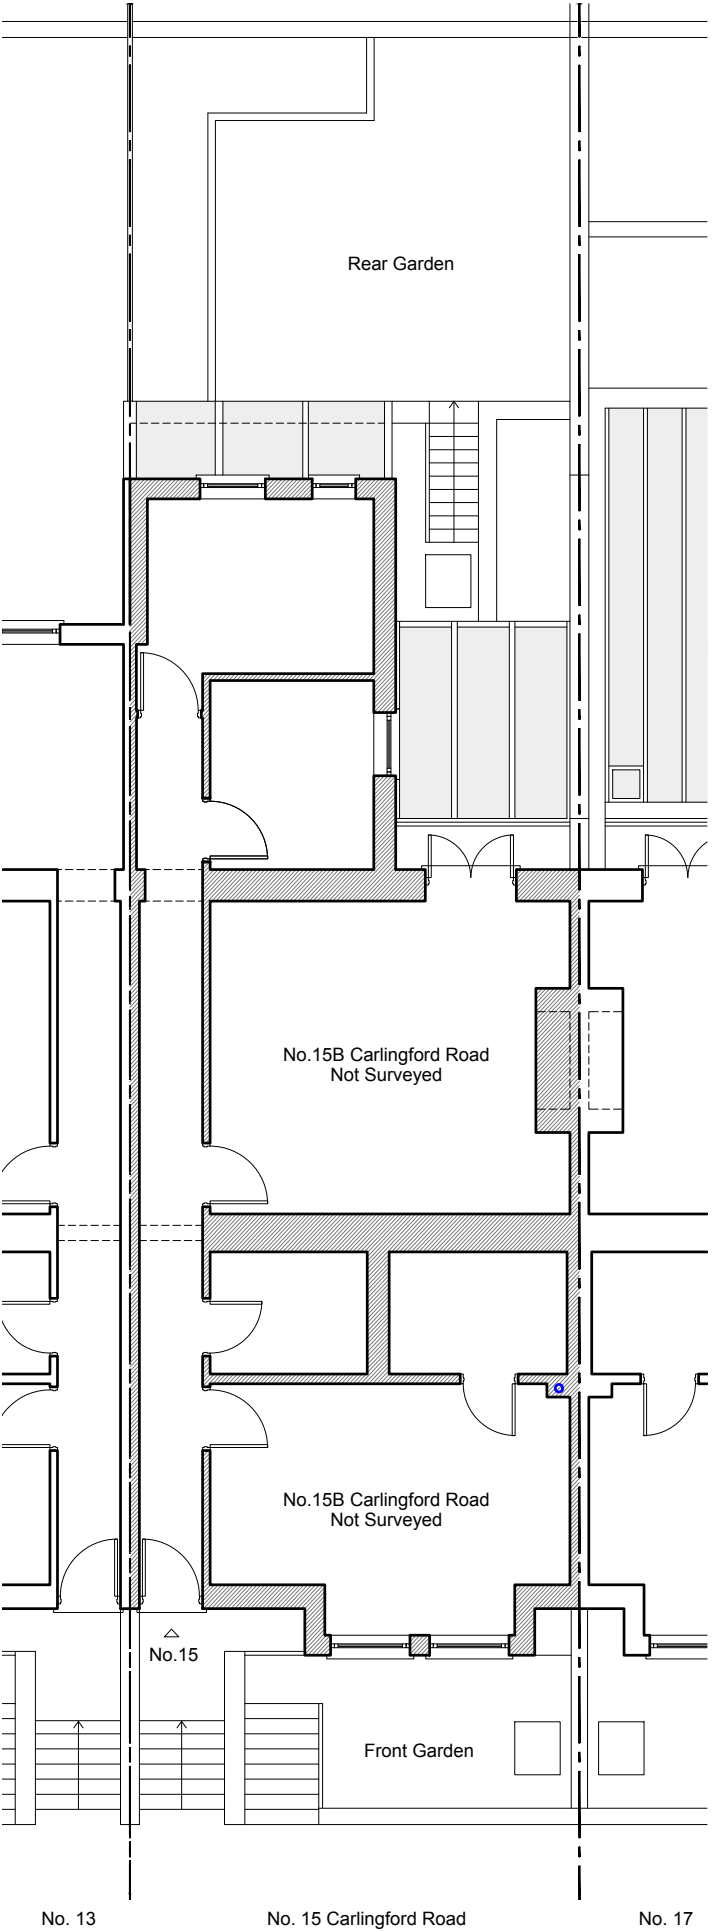 Rear Garden
No.15B Carlingford Road
Not Surveyed
No.15B Carlingford Road
Not Surveyed
No.15
Front Garden
No. 13
No. 15 Carlingford Road
No. 17